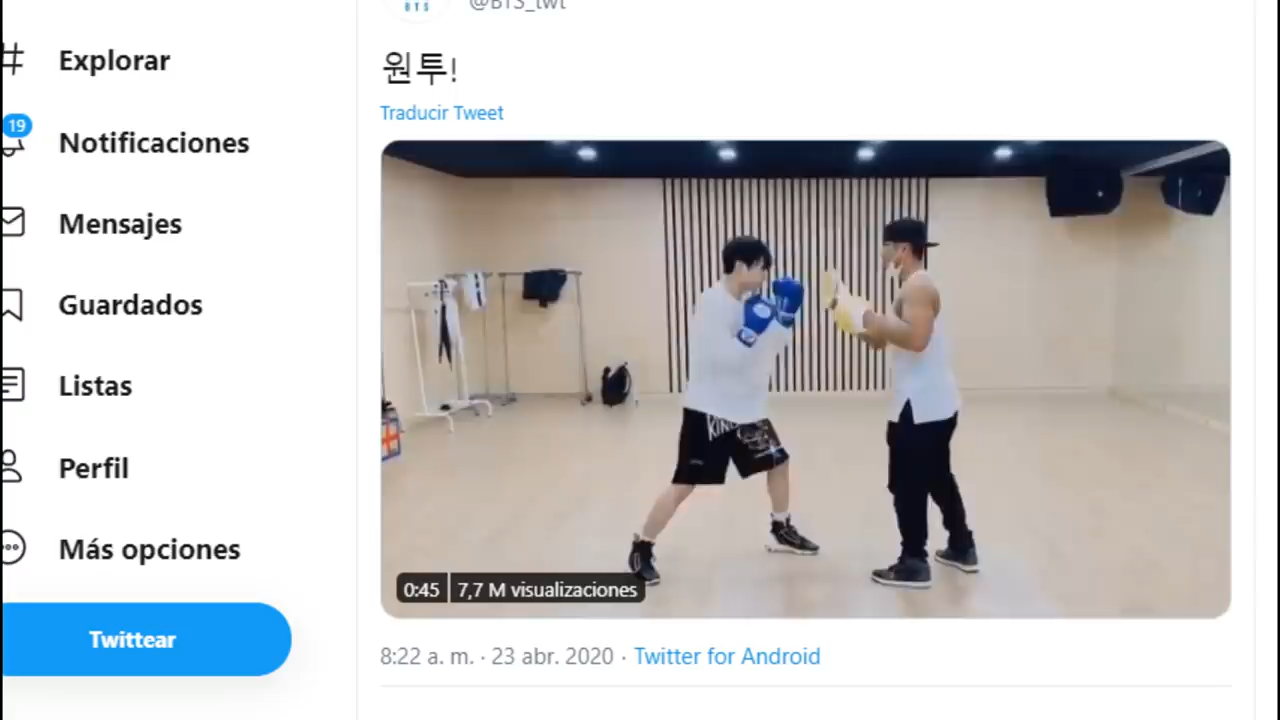 BTS
@BTS_twt
Explorar
원투!
Traducir Tweet
19
Notificaciones
Mensajes
Guardados
Listas
Perfil
Más opciones
Twittear
0:45
7,7 M visualizaciones
8:22 a. m. · 23 abr. 2020 · Twitter for Android